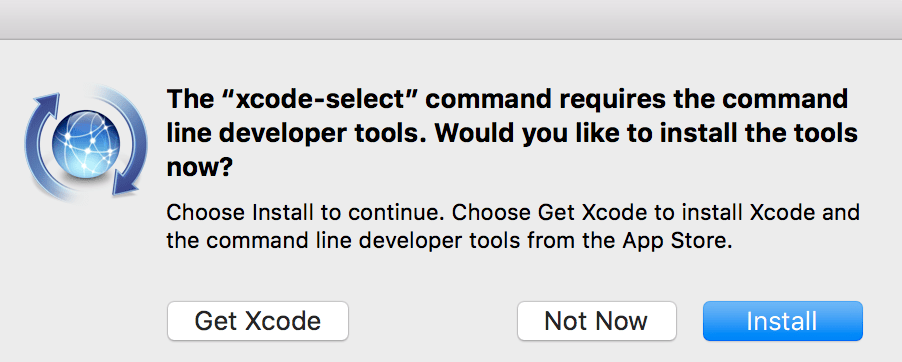 The “xcode-select” command requires the command
line developer tools. Would you like to install the tools
now?
Choose Install to continue. Choose Get Xcode to install Xcode and
the command line developer tools from the App Store.
Get Xcode
Not Now
Install